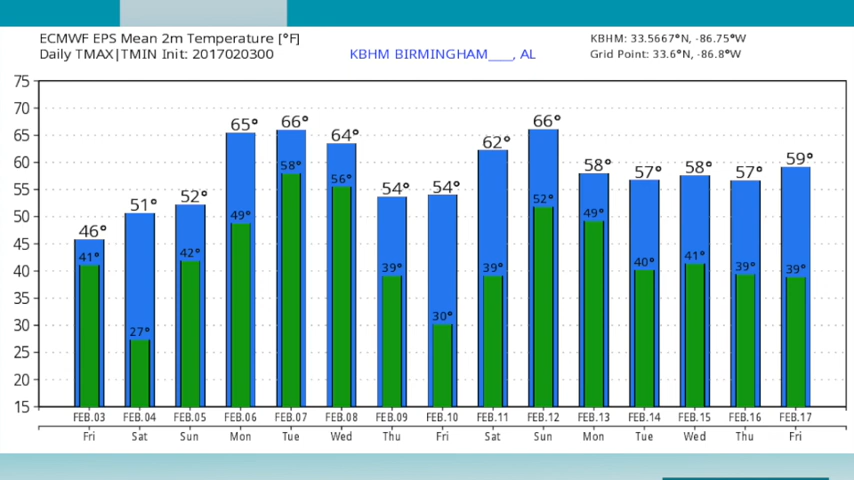 ECMWF EPS Mean 2m Temperature [°F]
Daily TMAX|TMIN Init: 2017020300
KBHM BIRMINGHAM____, AL
KBHM: 33.5667°N, -86.75°W
Grid Point: 33.6°N, -86.8°W
75
70
65
60
55
50
45
40
35
30
25
20
15
46° 51° 52° 65° 66° 64° 54° 54° 62° 66° 58° 57° 58° 57° 59°
41° 27° 42° 49° 58° 56° 39° 30° 39° 52° 49° 40° 41° 39° 39°
FEB.03 FEB.04 FEB.05 FEB.06 FEB.07 FEB.08 FEB.09 FEB.10 FEB.11 FEB.12 FEB.13 FEB.14 FEB.15 FEB.16 FEB.17
Fri Sat Sun Mon Tue Wed Thu Fri Sat Sun Mon Tue Wed Thu Fri